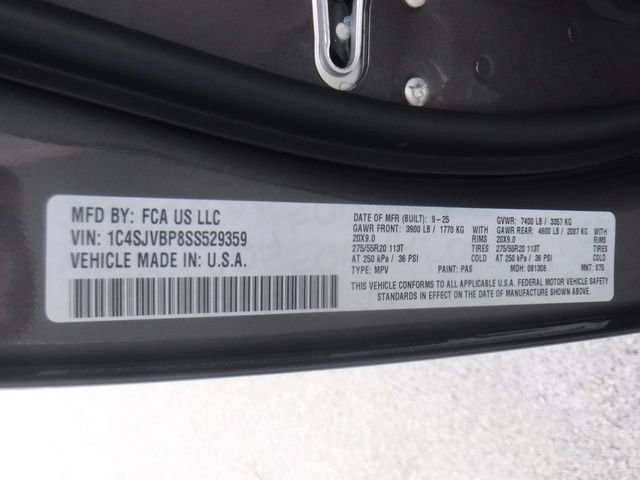 MFD BY: FCA US LLC
VIN: 1C4SJVBP8SS529359
VEHICLE MADE IN: U.S.A.
DATE OF MFR (BUILT): 9-25 GVWR: 7400 LB / 3357 KG
GAWR FRONT: 3900 LB / 1770 KG GAWR REAR: 4600 LB / 2087 KG
20X9.0 RIMS 20X9.0 RIMS
275/55R20 113T TIRES 275/55R20 113T TIRES
AT 250 kPa / 36 PSI COLD AT 250 kPa / 36 PSI COLD
TYPE: MPV PAINT: PAS MDH: 081308 MKT: 875
THIS VEHICLE CONFORMS TO ALL APPLICABLE U.S.A. FEDERAL MOTOR VEHICLE SAFETY
STANDARDS IN EFFECT ON THE DATE OF MANUFACTURE SHOWN ABOVE.